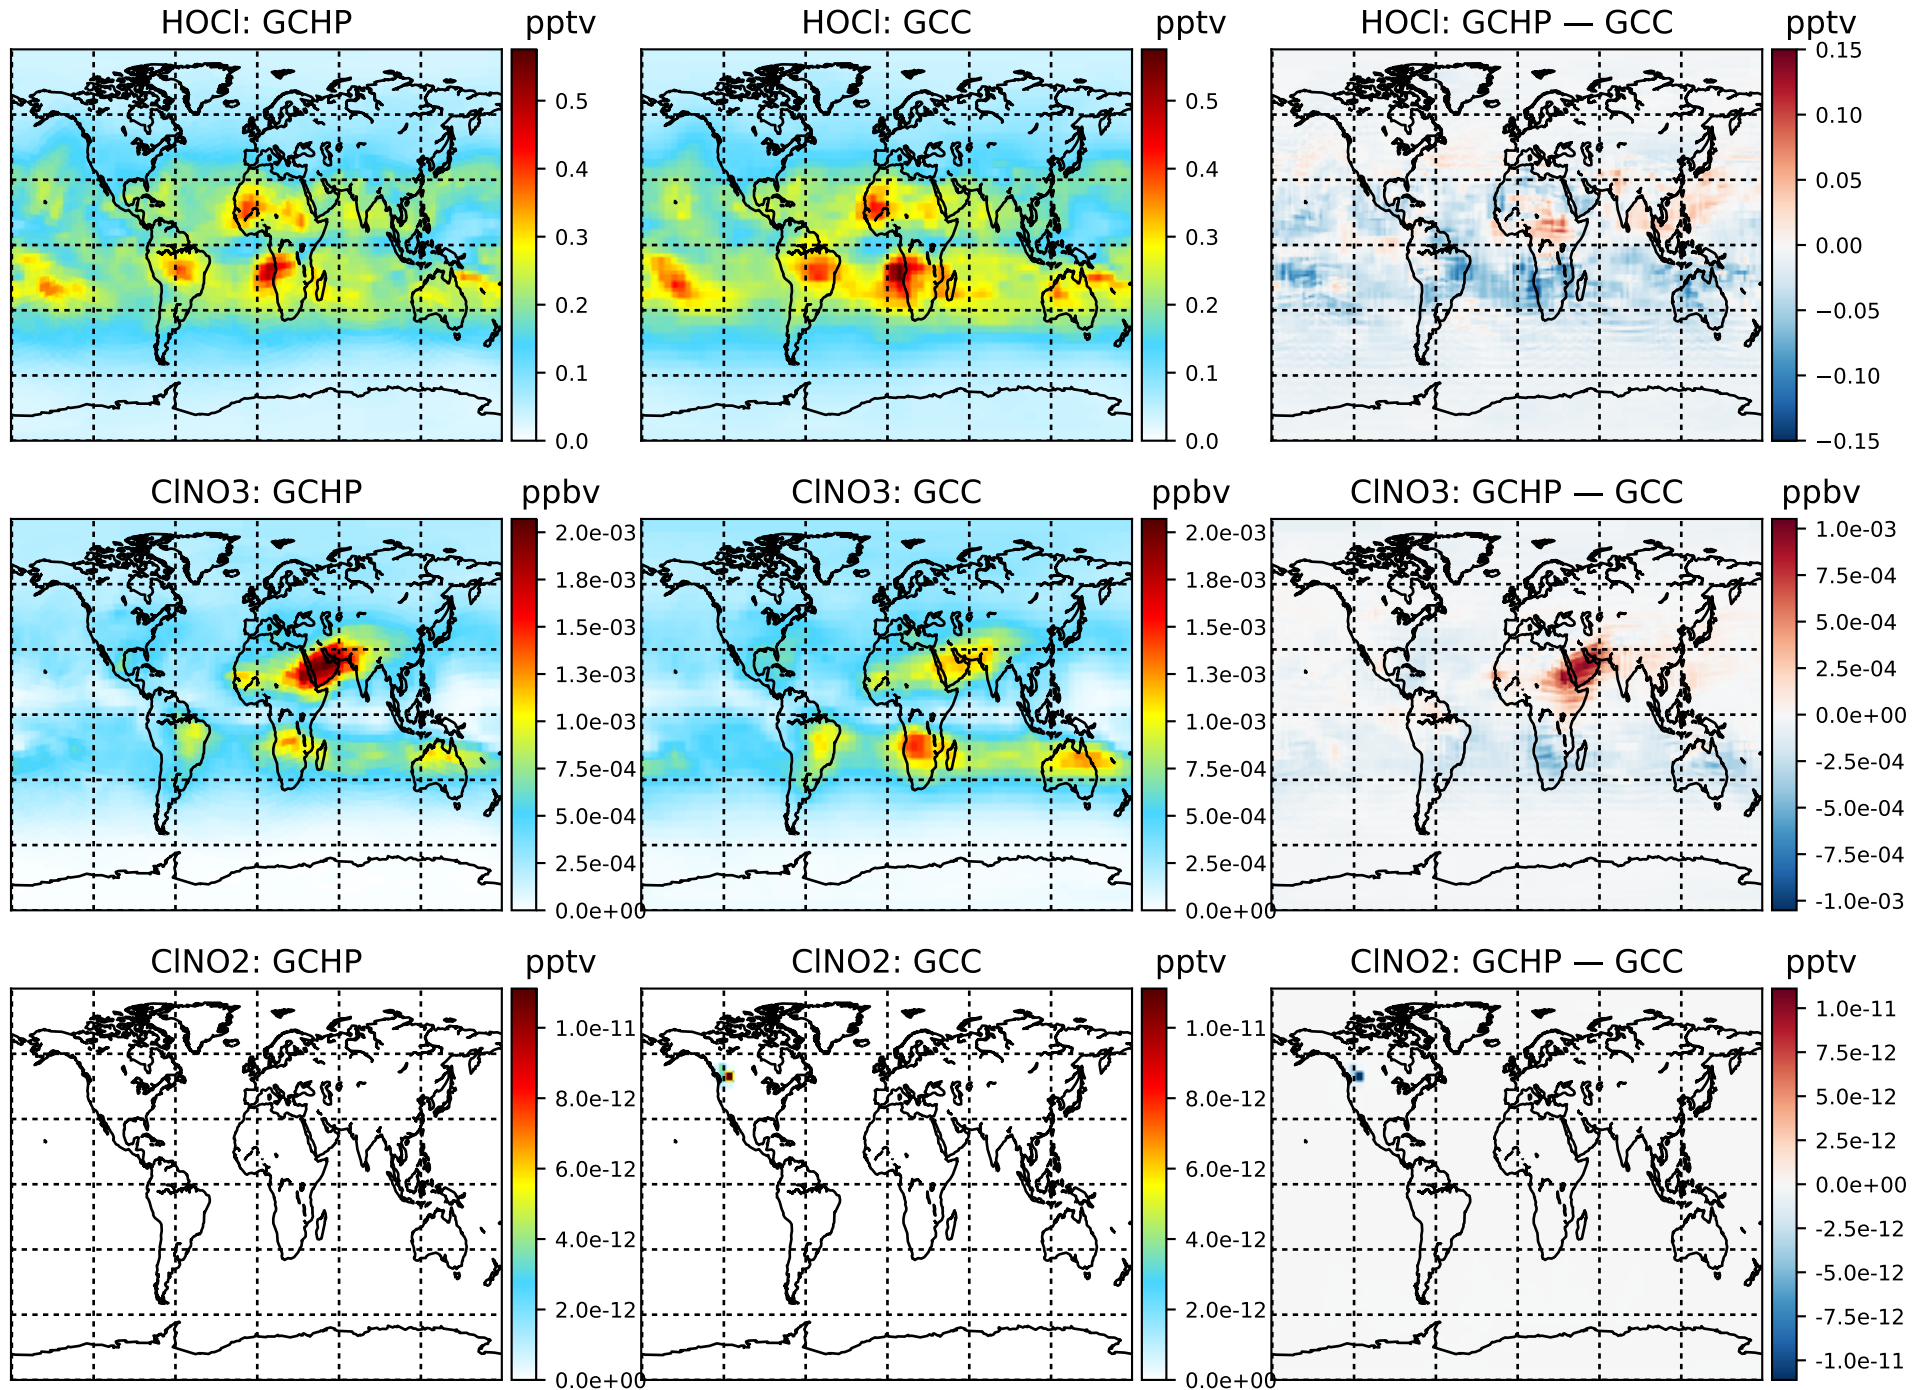 HOCl: GCHP pptv
0.5
0.4
0.3
0.2
0.1
0.0
HOCl: GCC pptv
0.5
0.4
0.3
0.2
0.1
0.0
HOCl: GCHP — GCC pptv
0.15
0.10
0.05
0.00
−0.05
−0.10
−0.15
ClNO3: GCHP ppbv
2.0e-03
1.8e-03
1.5e-03
1.3e-03
1.0e-03
7.5e-04
5.0e-04
2.5e-04
0.0e+00
ClNO3: GCC ppbv
2.0e-03
1.8e-03
1.5e-03
1.3e-03
1.0e-03
7.5e-04
5.0e-04
2.5e-04
0.0e+00
ClNO3: GCHP — GCC ppbv
1.0e-03
7.5e-04
5.0e-04
2.5e-04
0.0e+00
-2.5e-04
-5.0e-04
-7.5e-04
-1.0e-03
ClNO2: GCHP pptv
1.0e-11
8.0e-12
6.0e-12
4.0e-12
2.0e-12
0.0e+00
ClNO2: GCC pptv
1.0e-11
8.0e-12
6.0e-12
4.0e-12
2.0e-12
0.0e+00
ClNO2: GCHP — GCC pptv
1.0e-11
7.5e-12
5.0e-12
2.5e-12
0.0e+00
-2.5e-12
-5.0e-12
-7.5e-12
-1.0e-11